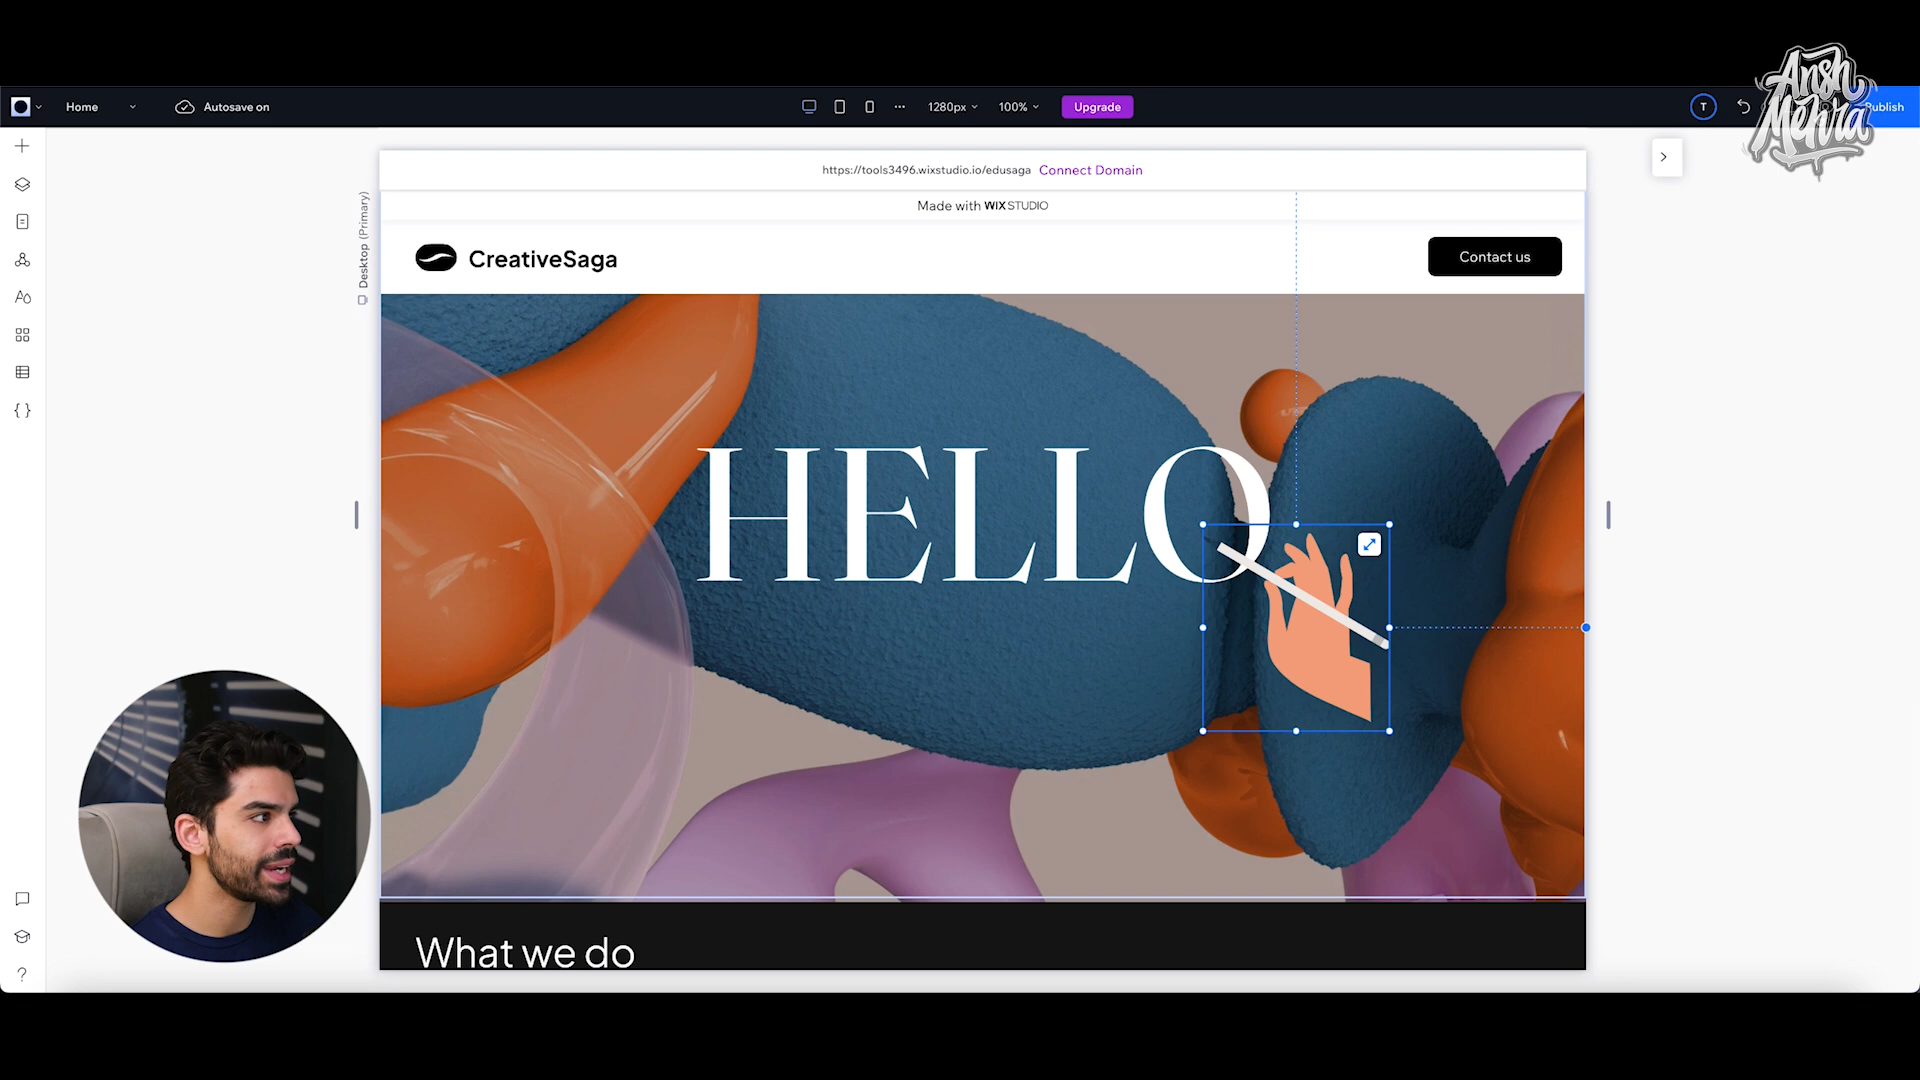 Ansh
Mehra
Home
Autosave on
1280px
100%
Upgrade
T
Publish
https://tools3496.wixstudio.io/edusaga Connect Domain
Desktop (Primary)
Made with WIX STUDIO
CreativeSaga
Contact us
HELLO
What we do